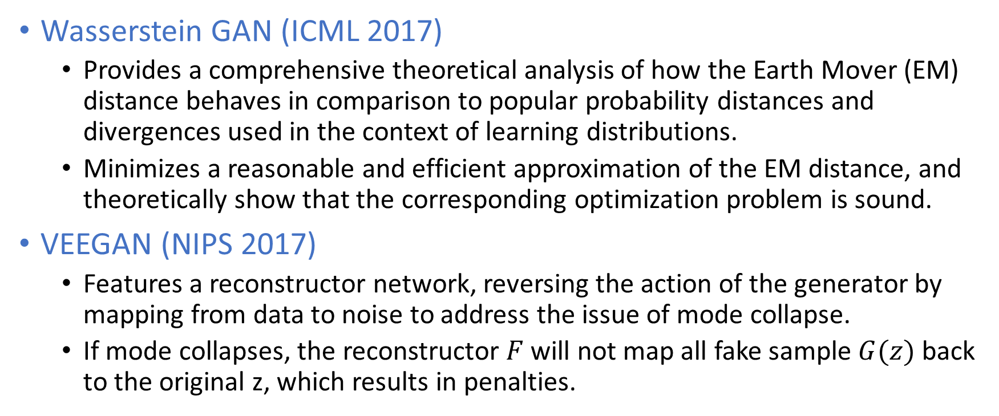 • Wasserstein GAN (ICML 2017)
• Provides a comprehensive theoretical analysis of how the Earth Mover (EM)
distance behaves in comparison to popular probability distances and
divergences used in the context of learning distributions.
• Minimizes a reasonable and efficient approximation of the EM distance, and
theoretically show that the corresponding optimization problem is sound.
• VEEGAN (NIPS 2017)
• Features a reconstructor network, reversing the action of the generator by
mapping from data to noise to address the issue of mode collapse.
• If mode collapses, the reconstructor F will not map all fake sample G(z) back
to the original z, which results in penalties.